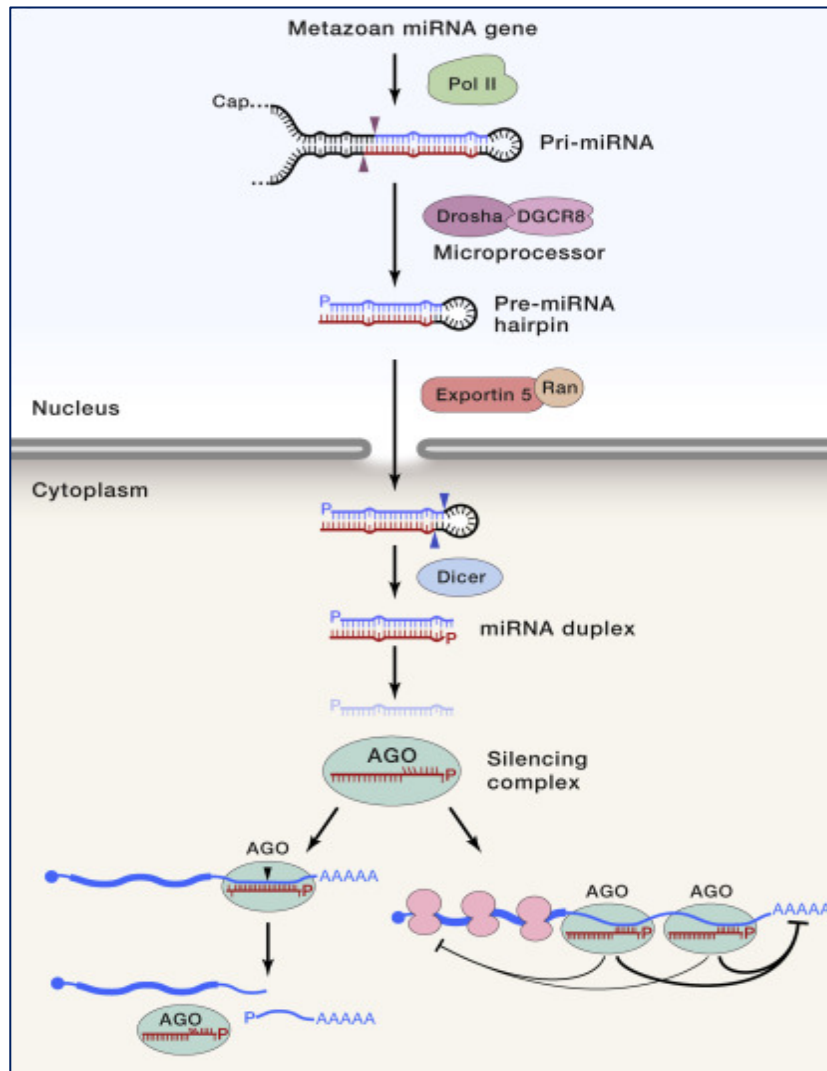 Metazoan miRNA gene
Pol II
Cap
Pri-miRNA
Drosha DGCR8
Microprocessor
P
Pre-miRNA
hairpin
Exportin 5 Ran
Nucleus
Cytoplasm
P
Dicer
P
miRNA duplex
P
P
AGO
Silencing
complex
P
AGO
AAAAA
P
AGO AGO
AAAAA
P P
AGO
P
P AAAAA